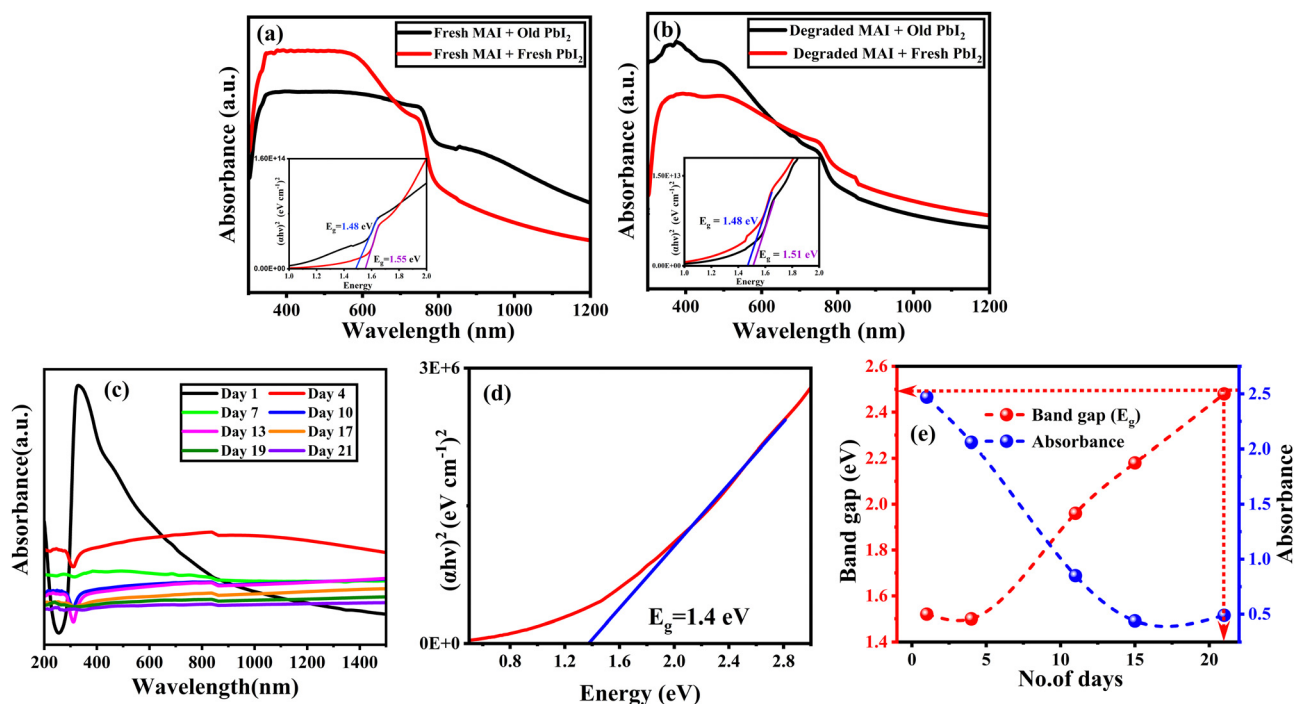 (a)
Fresh MAI + Old PbI₂
Fresh MAI + Fresh PbI₂
Absorbance (a.u.)
1.60E+14
0.00E+00
(αhν)² (eV cm⁻¹)²
E_g=1.48 eV
E_g=1.55 eV
1.0 1.2 1.4 1.6 1.8 2.0
Energy
400 600 800 1000 1200
Wavelength (nm)
(b)
Degraded MAI + Old PbI₂
Degraded MAI + Fresh PbI₂
Absorbance (a.u.)
1.50E+13
0.00E+00
(αhν)² (eV cm⁻¹)²
E_g = 1.48 eV
E_g = 1.51 eV
1.0 1.2 1.4 1.6 1.8 2.0
Energy
400 600 800 1000 1200
Wavelength (nm)
(c)
Day 1 Day 4
Day 7 Day 10
Day 13 Day 17
Day 19 Day 21
Absorbance(a.u.)
200 400 600 800 1000 1200 1400
Wavelength(nm)
(d)
3E+6
0E+0
(αhν)² (eV cm⁻¹)²
E_g=1.4 eV
0.6 1.2 1.8 2.4 3.0
Energy (eV)
(e)
Band gap (E_g)
Absorbance
2.6
2.4
2.2
2.0
1.8
1.6
1.4
Band gap (eV)
2.5
2.0
1.5
1.0
0.5
Absorbance
0 5 10 15 20
No.of days